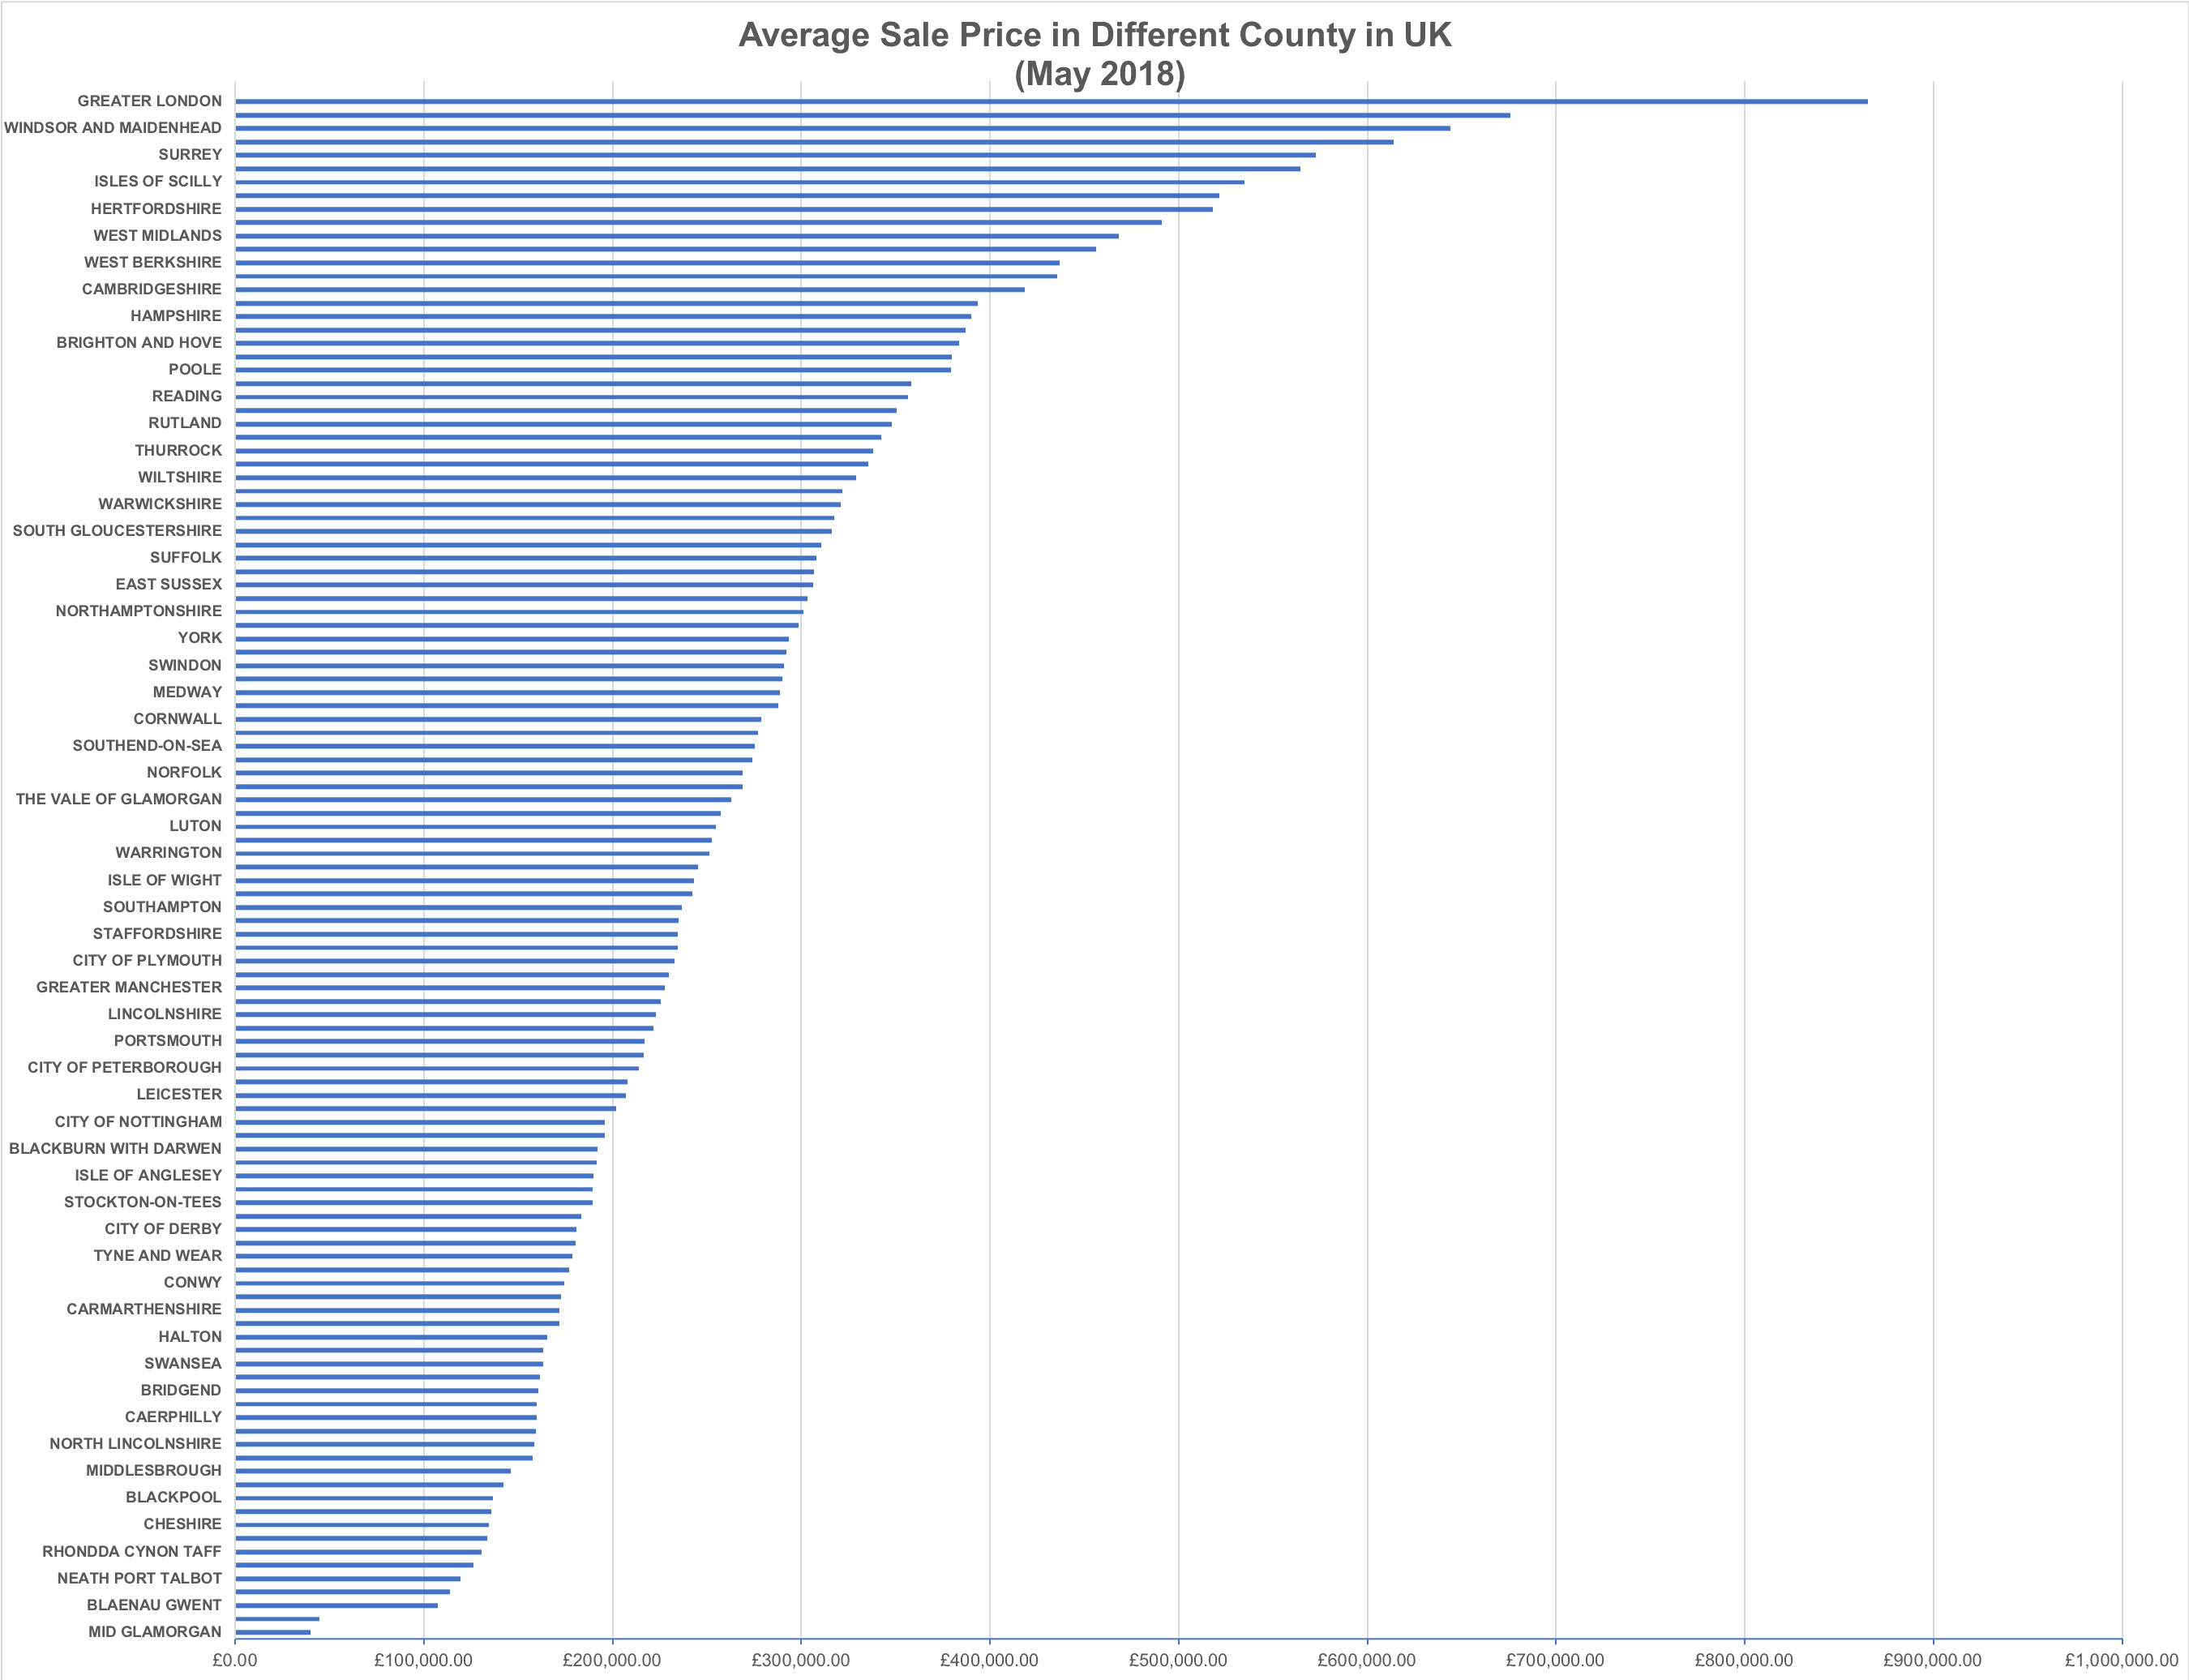 Average Sale Price in Different County in UK
(May 2018)
GREATER LONDON
WINDSOR AND MAIDENHEAD
SURREY
ISLES OF SCILLY
HERTFORDSHIRE
WEST MIDLANDS
WEST BERKSHIRE
CAMBRIDGESHIRE
HAMPSHIRE
BRIGHTON AND HOVE
POOLE
READING
RUTLAND
THURROCK
WILTSHIRE
WARWICKSHIRE
SOUTH GLOUCESTERSHIRE
SUFFOLK
EAST SUSSEX
NORTHAMPTONSHIRE
YORK
SWINDON
MEDWAY
CORNWALL
SOUTHEND-ON-SEA
NORFOLK
THE VALE OF GLAMORGAN
LUTON
WARRINGTON
ISLE OF WIGHT
SOUTHAMPTON
STAFFORDSHIRE
CITY OF PLYMOUTH
GREATER MANCHESTER
LINCOLNSHIRE
PORTSMOUTH
CITY OF PETERBOROUGH
LEICESTER
CITY OF NOTTINGHAM
BLACKBURN WITH DARWEN
ISLE OF ANGLESEY
STOCKTON-ON-TEES
CITY OF DERBY
TYNE AND WEAR
CONWY
CARMARTHENSHIRE
HALTON
SWANSEA
BRIDGEND
CAERPHILLY
NORTH LINCOLNSHIRE
MIDDLESBROUGH
BLACKPOOL
CHESHIRE
RHONDDA CYNON TAFF
NEATH PORT TALBOT
BLAENAU GWENT
MID GLAMORGAN
£0.00 £100,000.00 £200,000.00 £300,000.00 £400,000.00 £500,000.00 £600,000.00 £700,000.00 £800,000.00 £900,000.00 £1,000,000.00